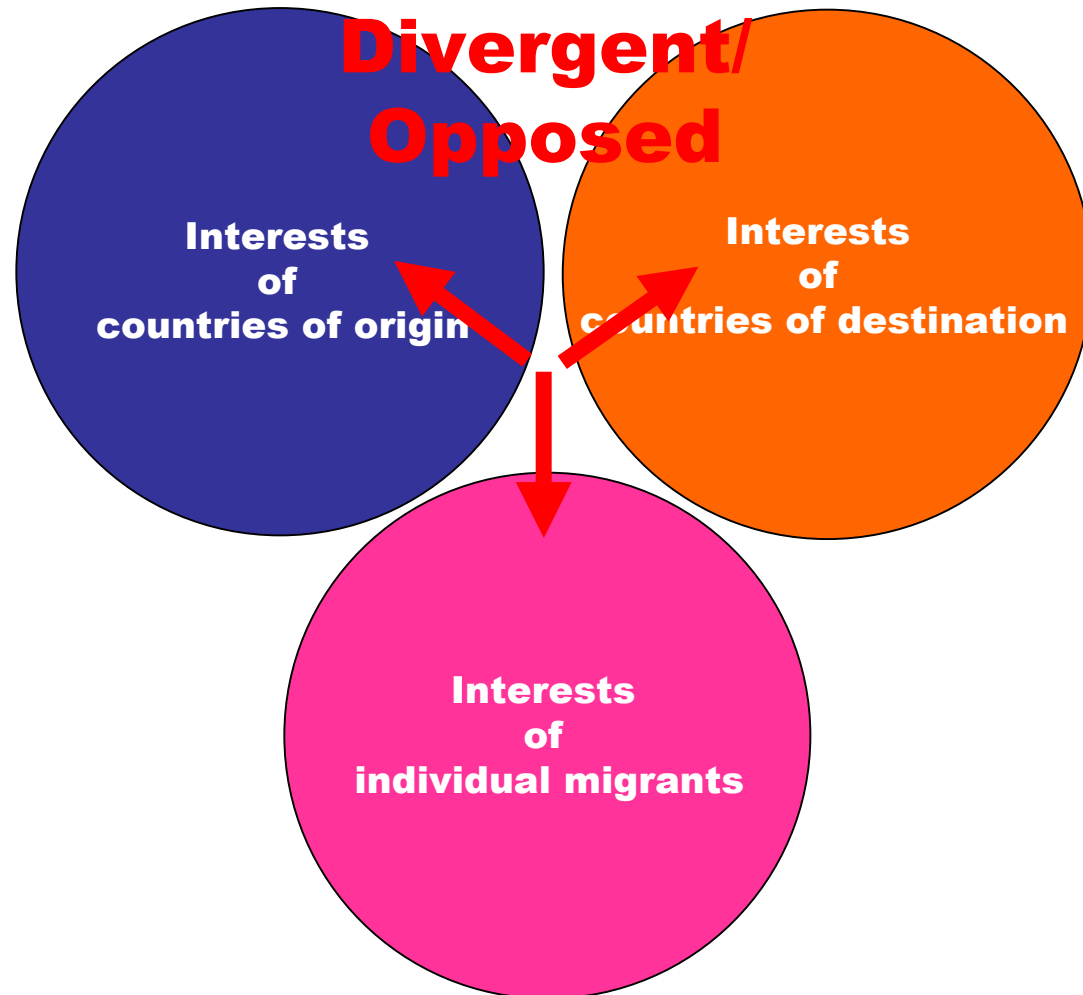 Divergent/
Opposed
Interests
of
countries of origin
Interests
of
countries of destination
Interests
of
individual migrants